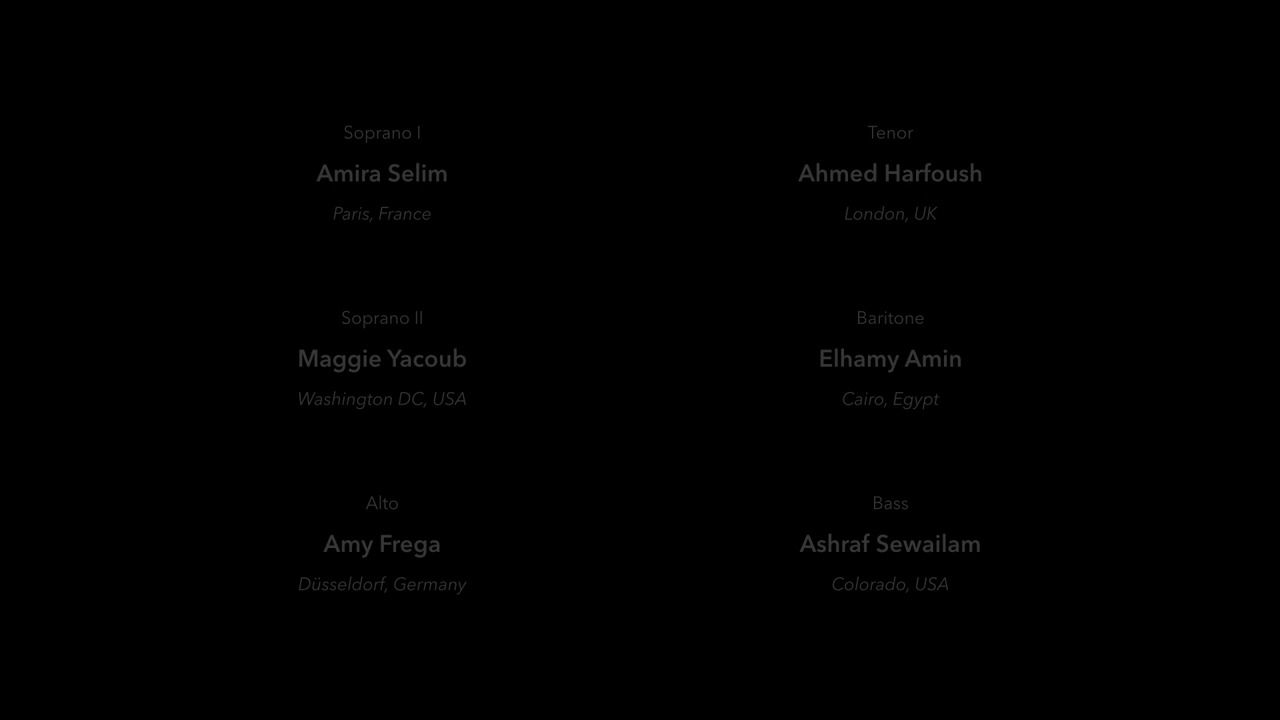 Soprano I
Amira Selim
Paris, France
Soprano II
Maggie Yacoub
Washington DC, USA
Alto
Amy Frega
Düsseldorf, Germany
Tenor
Ahmed Harfoush
London, UK
Baritone
Elhamy Amin
Cairo, Egypt
Bass
Ashraf Sewailam
Colorado, USA